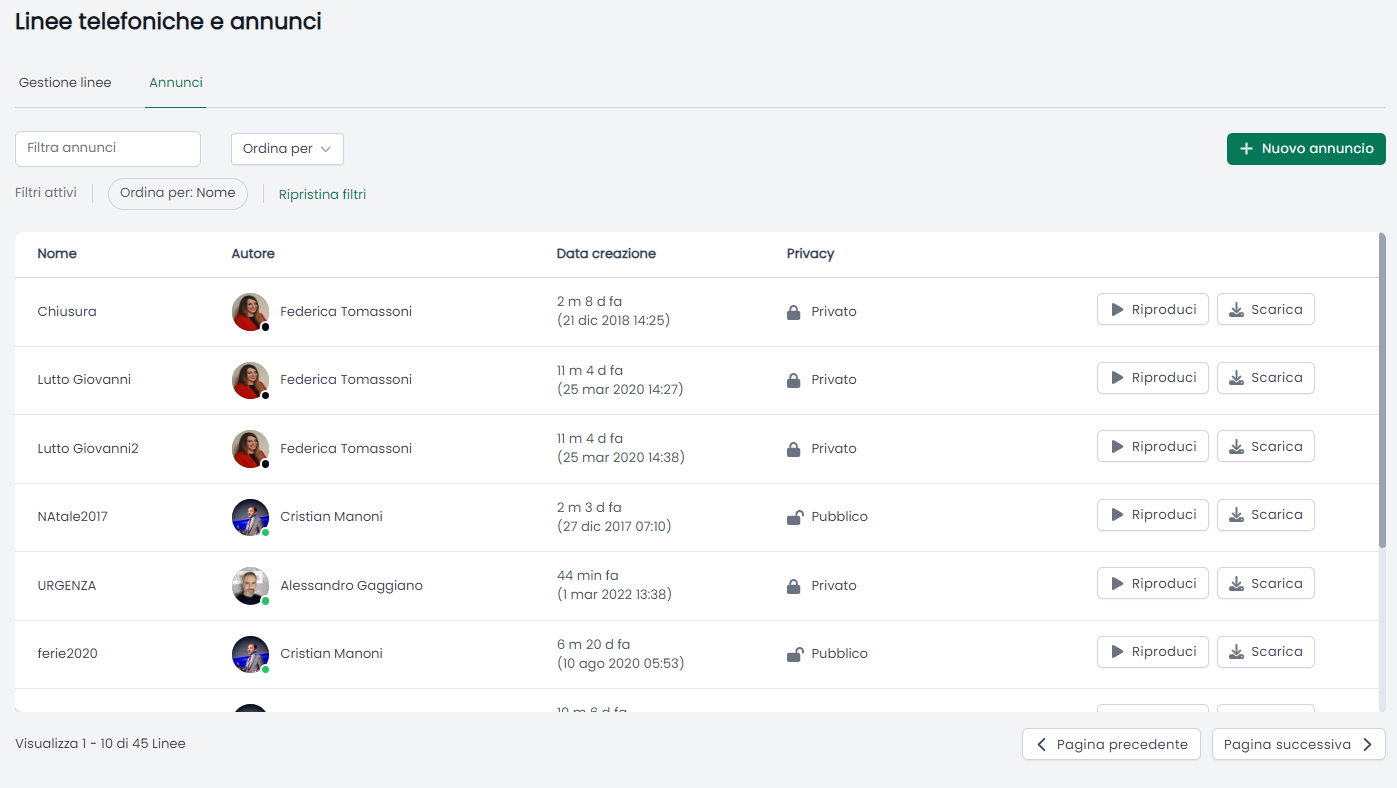 Linee telefoniche e annunci
Gestione linee
Annunci
Filtra annunci
Ordina per
Nuovo annuncio
Filtri attivi
Ordina per: Nome
Ripristina filtri
Nome
Autore
Data creazione
Privacy
Chiusura
Federica Tomassoni
2 m 8 d fa
(21 dic 2018 14:25)
Privato
Riproduci
Scarica
Lutto Giovanni
Federica Tomassoni
11 m 4 d fa
(25 mar 2020 14:27)
Privato
Riproduci
Scarica
Lutto Giovanni2
Federica Tomassoni
11 m 4 d fa
(25 mar 2020 14:38)
Privato
Riproduci
Scarica
NAtale2017
Cristian Manoni
2 m 3 d fa
(27 dic 2017 07:10)
Pubblico
Riproduci
Scarica
URGENZA
Alessandro Gaggiano
44 min fa
(1 mar 2022 13:38)
Privato
Riproduci
Scarica
ferie2020
Cristian Manoni
6 m 20 d fa
(10 ago 2020 05:53)
Pubblico
Riproduci
Scarica
10 m 6 d fa
Visualizza 1 - 10 di 45 Linee
Pagina precedente
Pagina successiva